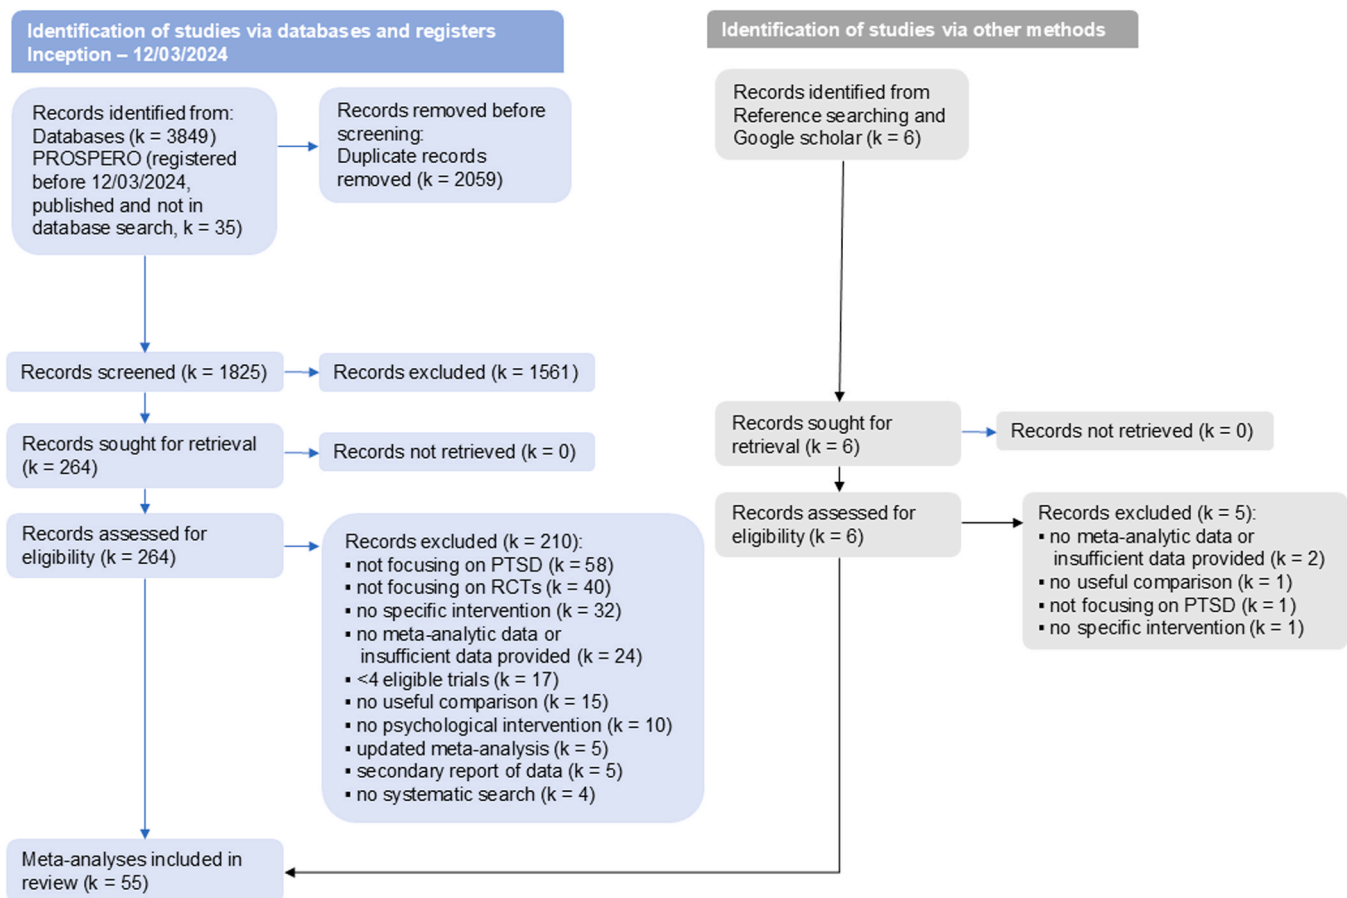 Identification of studies via databases and registers
Inception – 12/03/2024
Records identified from:
Databases (k = 3849)
PROSPERO (registered
before 12/03/2024,
published and not in
database search, k = 35)
Records removed before
screening:
Duplicate records
removed (k = 2059)
Records screened (k = 1825)
Records excluded (k = 1561)
Records sought for retrieval
(k = 264)
Records not retrieved (k = 0)
Records assessed for
eligibility (k = 264)
Records excluded (k = 210):
▪ not focusing on PTSD (k = 58)
▪ not focusing on RCTs (k = 40)
▪ no specific intervention (k = 32)
▪ no meta-analytic data or
insufficient data provided (k = 24)
▪ <4 eligible trials (k = 17)
▪ no useful comparison (k = 15)
▪ no psychological intervention (k = 10)
▪ updated meta-analysis (k = 5)
▪ secondary report of data (k = 5)
▪ no systematic search (k = 4)
Meta-analyses included in
review (k = 55)
Identification of studies via other methods
Records identified from
Reference searching and
Google scholar (k = 6)
Records sought for
retrieval (k = 6)
Records not retrieved (k = 0)
Records assessed for
eligibility (k = 6)
Records excluded (k = 5):
▪ no meta-analytic data or
insufficient data provided (k = 2)
▪ no useful comparison (k = 1)
▪ not focusing on PTSD (k = 1)
▪ no specific intervention (k = 1)